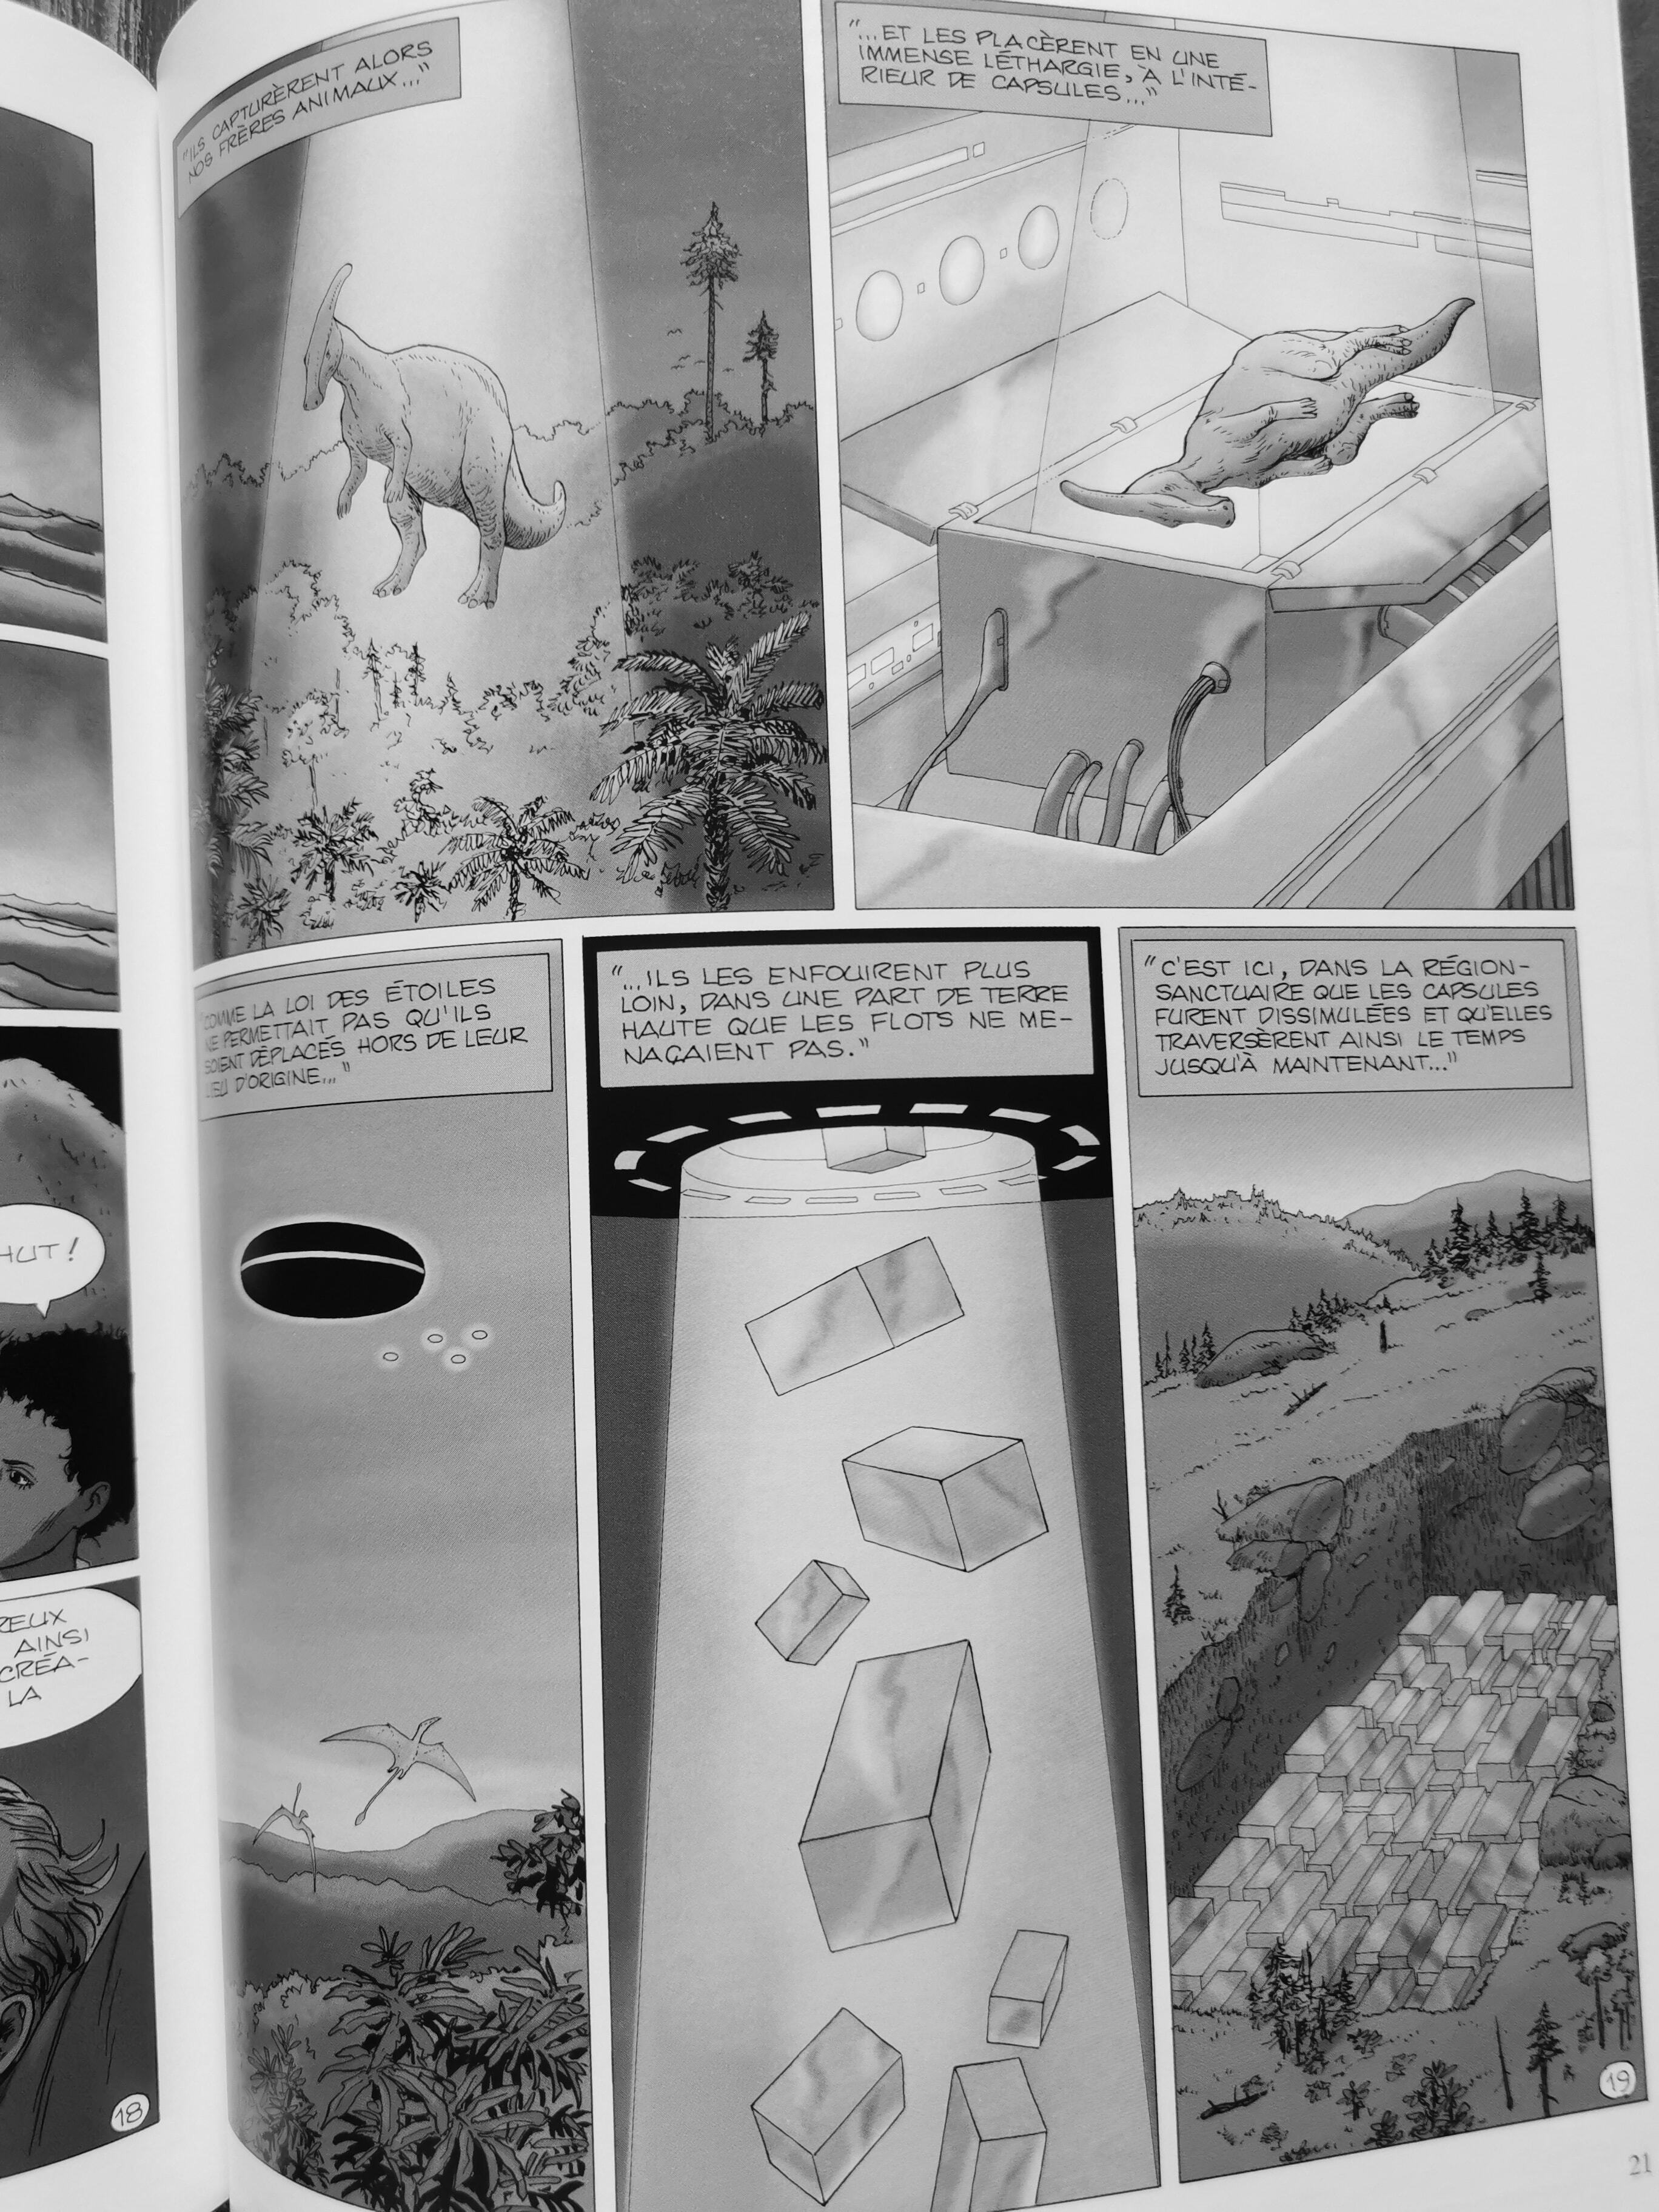 HUT!
REUX
AINSI
CRÉA-
LA
18
"ILS CAPTURÈRENT ALORS
NOS FRÈRES ANIMAUX..."
"...ET LES PLACÈRENT EN UNE
IMMENSE LÉTHARGIE, À L'INTÉ-
RIEUR DE CAPSULES..."
COMME LA LOI DES ÉTOILES
NE PERMETTAIT PAS QU'ILS
SOIENT DÉPLACÉS HORS DE LEUR
LIEU D'ORIGINE..."
"...ILS LES ENFOUIRENT PLUS
LOIN, DANS UNE PART DE TERRE
HAUTE QUE LES FLOTS NE ME-
NAÇAIENT PAS."
"C'EST ICI, DANS LA RÉGION-
SANCTUAIRE QUE LES CAPSULES
FURENT DISSIMULÉES ET QU'ELLES
TRAVERSÈRENT AINSI LE TEMPS
JUSQU'À MAINTENANT..."
19
21